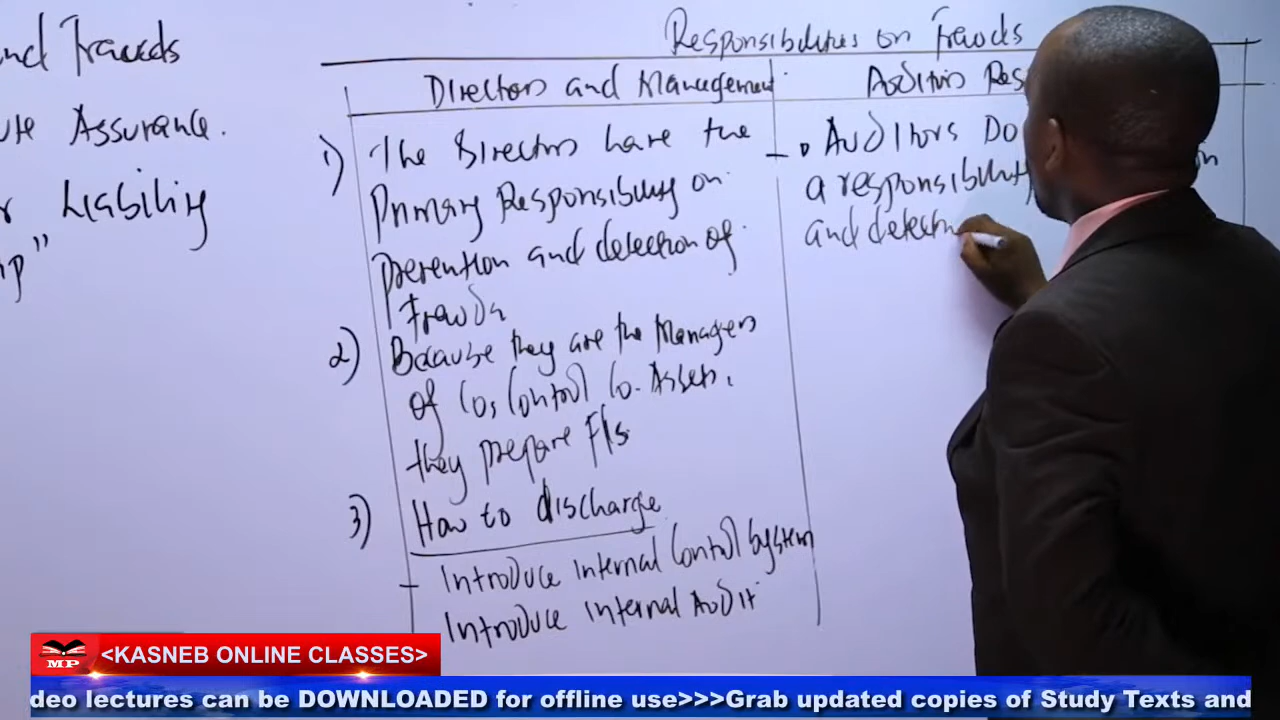 and Frauds
Assurance.
Liability
Responsibilities on Frauds
Directors and Management
Auditors Res
1) The Directors have the
Primary Responsibility on
Prevention and detection of
Frauds
2) Because they are the Managers
of Cos Control Co. Assets.
they prepare F/s
3) How to discharge
- Introduce Internal Control System
Introduce Internal Audit
• Auditors Do
a responsibility
and detection
MP
<KASNEB ONLINE CLASSES>
deo lectures can be DOWNLOADED for offline use>>>Grab updated copies of Study Texts and